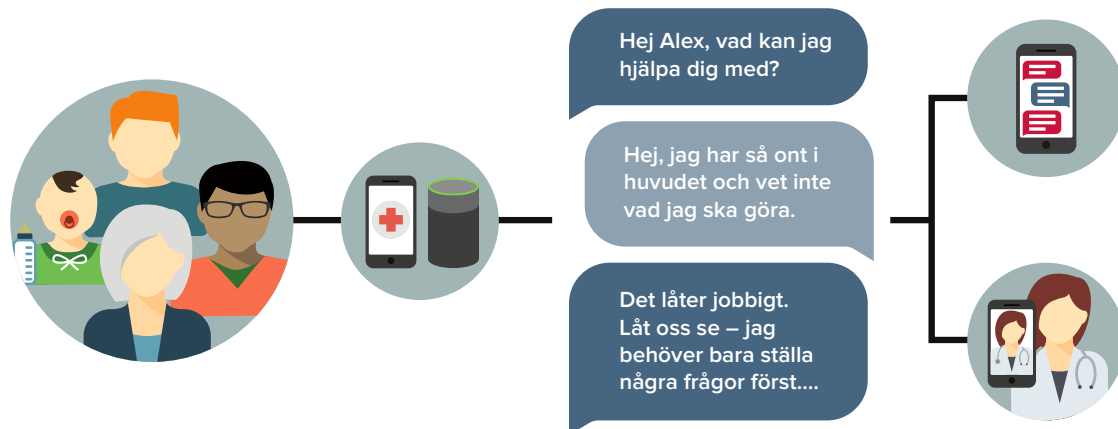 Hej Alex, vad kan jag
hjälpa dig med?
Hej, jag har så ont i
huvudet och vet inte
vad jag ska göra.
Det låter jobbigt.
Låt oss se – jag
behöver bara ställa
några frågor först....